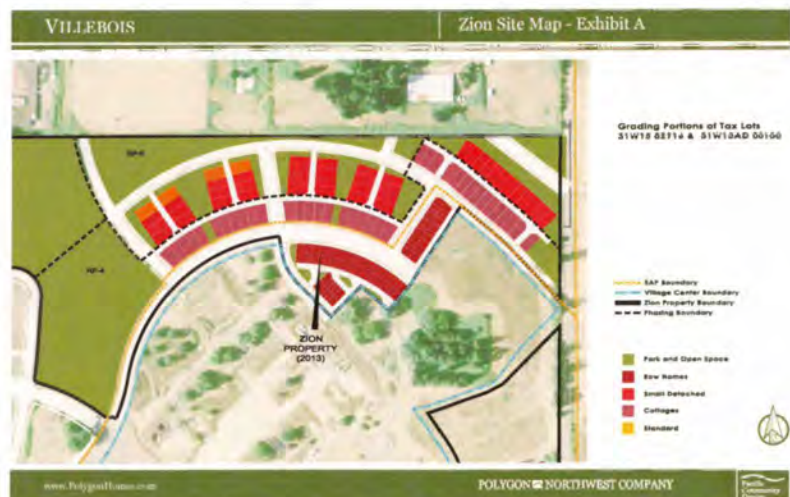 VILLEBOIS
Zion Site Map - Exhibit A
Grading Portions of Tax Lots
ZION
PROPERTY
(2013)
SAP Boundary
Village Center Boundary
Zion Property Boundary
Phasing Boundary
Park and Open Space
Row Homes
Small Detached
Cottages
Standard
www.PolygonHomes.com
POLYGON NORTHWEST COMPANY
Pacific
Community